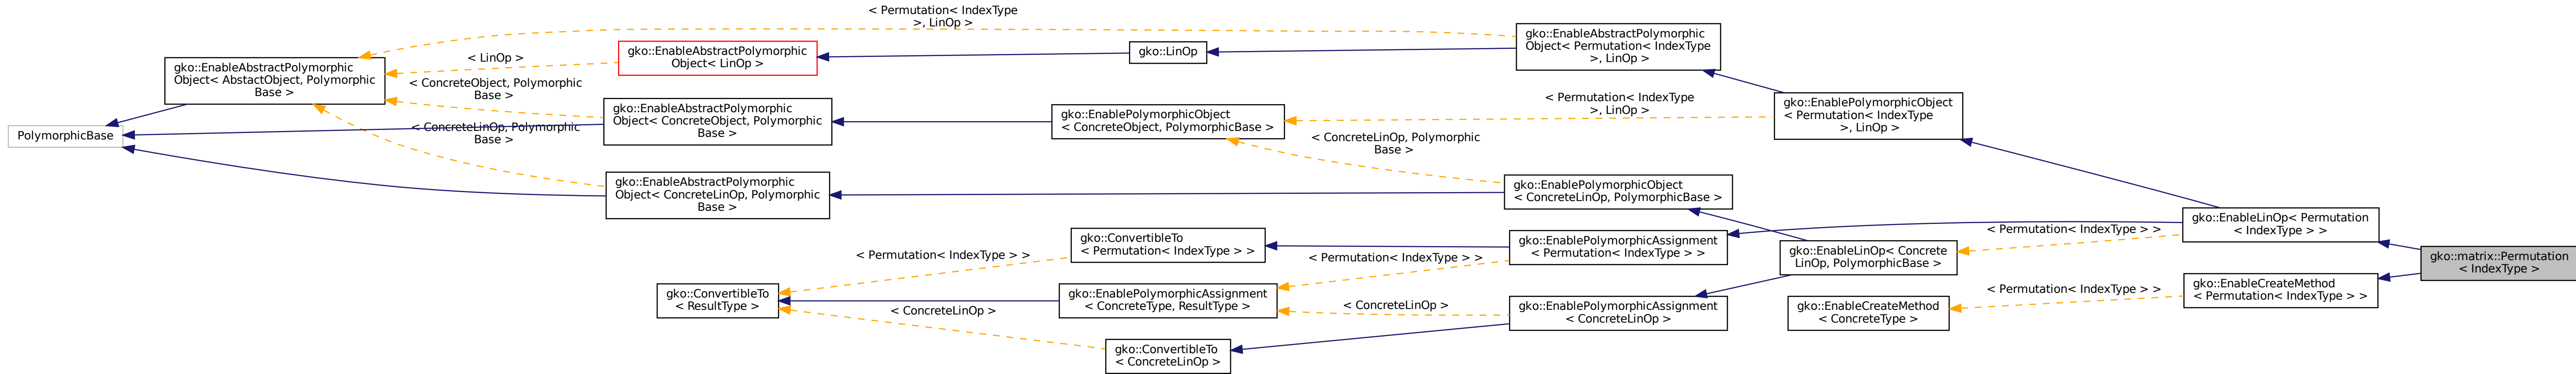 PolymorphicBase
gko::EnableAbstractPolymorphic
Object< AbstactObject, Polymorphic
Base >
< Permutation< IndexType
>, LinOp >
< LinOp >
< ConcreteObject, Polymorphic
Base >
< ConcreteLinOp, Polymorphic
Base >
gko::EnableAbstractPolymorphic
Object< LinOp >
gko::EnableAbstractPolymorphic
Object< ConcreteObject, Polymorphic
Base >
gko::EnableAbstractPolymorphic
Object< ConcreteLinOp, Polymorphic
Base >
gko::ConvertibleTo
< ResultType >
< Permutation< IndexType > >
< ConcreteLinOp >
gko::LinOp
gko::EnablePolymorphicObject
< ConcreteObject, PolymorphicBase >
gko::ConvertibleTo
< Permutation< IndexType > >
gko::EnablePolymorphicAssignment
< ConcreteType, ResultType >
gko::ConvertibleTo
< ConcreteLinOp >
< Permutation< IndexType
>, LinOp >
< ConcreteLinOp, Polymorphic
Base >
< Permutation< IndexType > >
< ConcreteLinOp >
gko::EnableAbstractPolymorphic
Object< Permutation< IndexType
>, LinOp >
gko::EnablePolymorphicObject
< ConcreteLinOp, PolymorphicBase >
gko::EnablePolymorphicAssignment
< Permutation< IndexType > >
gko::EnablePolymorphicAssignment
< ConcreteLinOp >
gko::EnablePolymorphicObject
< Permutation< IndexType
>, LinOp >
gko::EnableLinOp< Concrete
LinOp, PolymorphicBase >
gko::EnableCreateMethod
< ConcreteType >
< Permutation< IndexType > >
< Permutation< IndexType > >
gko::EnableLinOp< Permutation
< IndexType > >
gko::EnableCreateMethod
< Permutation< IndexType > >
gko::matrix::Permutation
< IndexType >